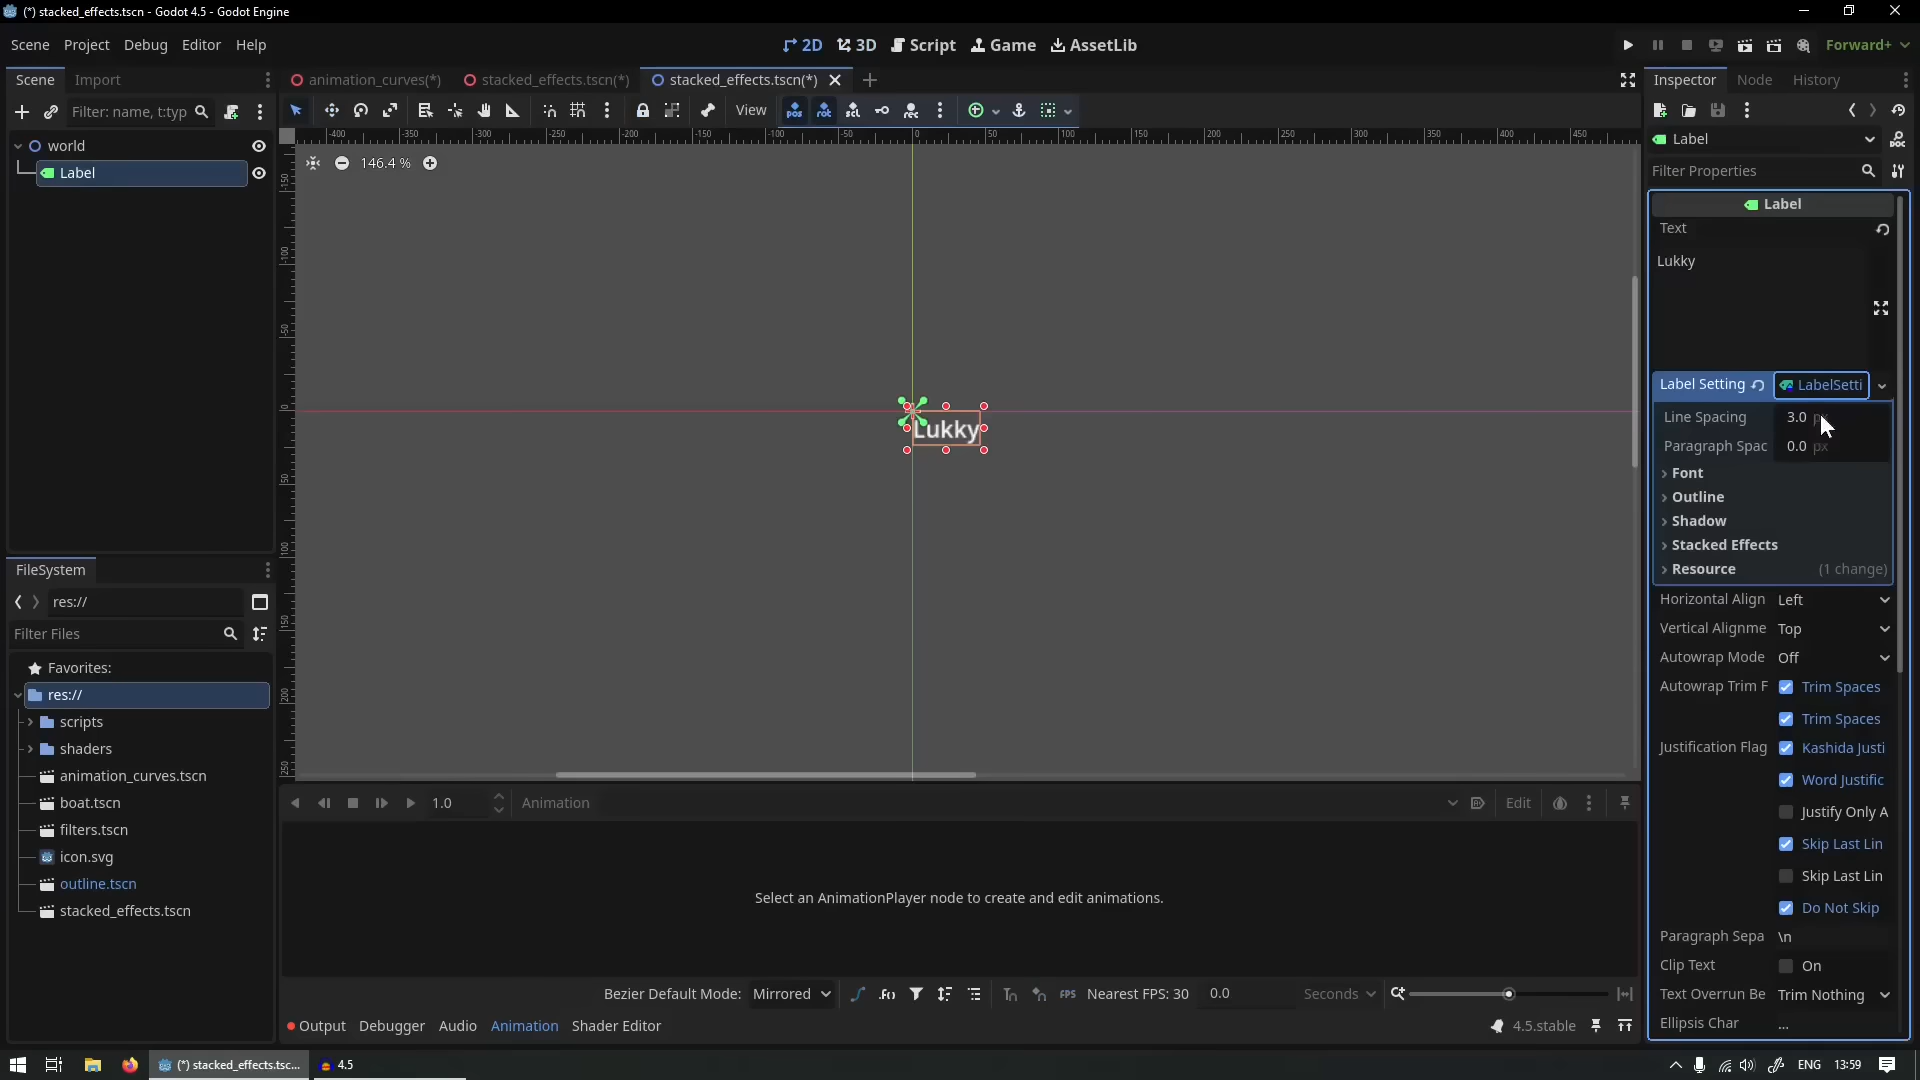 (*) stacked_effects.tscn - Godot 4.5 - Godot Engine
Scene Project Debug Editor Help
2D 3D Script Game AssetLib
Forward+
Scene Import
animation_curves(*) stacked_effects.tscn(*) stacked_effects.tscn(*)
Inspector Node History
Filter: name, t:typ
View
Label
Filter Properties
world
Label
146.4 %
Label
Text
Lukky
Lukky
Label Setting LabelSetti
Line Spacing 3.0 px
Paragraph Spac 0.0 px
Font
Outline
Shadow
Stacked Effects
Resource (1 change)
Horizontal Align Left
Vertical Alignme Top
Autowrap Mode Off
Autowrap Trim F Trim Spaces
Trim Spaces
Justification Flag Kashida Justi
Word Justific
Justify Only A
Skip Last Lin
Skip Last Lin
Do Not Skip
Paragraph Sepa \n
Clip Text On
Text Overrun Be Trim Nothing
Ellipsis Char ...
FileSystem
res://
Filter Files
Favorites:
res://
scripts
shaders
animation_curves.tscn
boat.tscn
filters.tscn
icon.svg
outline.tscn
stacked_effects.tscn
1.0 Animation Edit
Select an AnimationPlayer node to create and edit animations.
Bezier Default Mode: Mirrored FPS Nearest FPS: 30 0.0 Seconds
Output Debugger Audio Animation Shader Editor 4.5.stable
(*) stacked_effects.tsc... 4.5 ENG 13:59